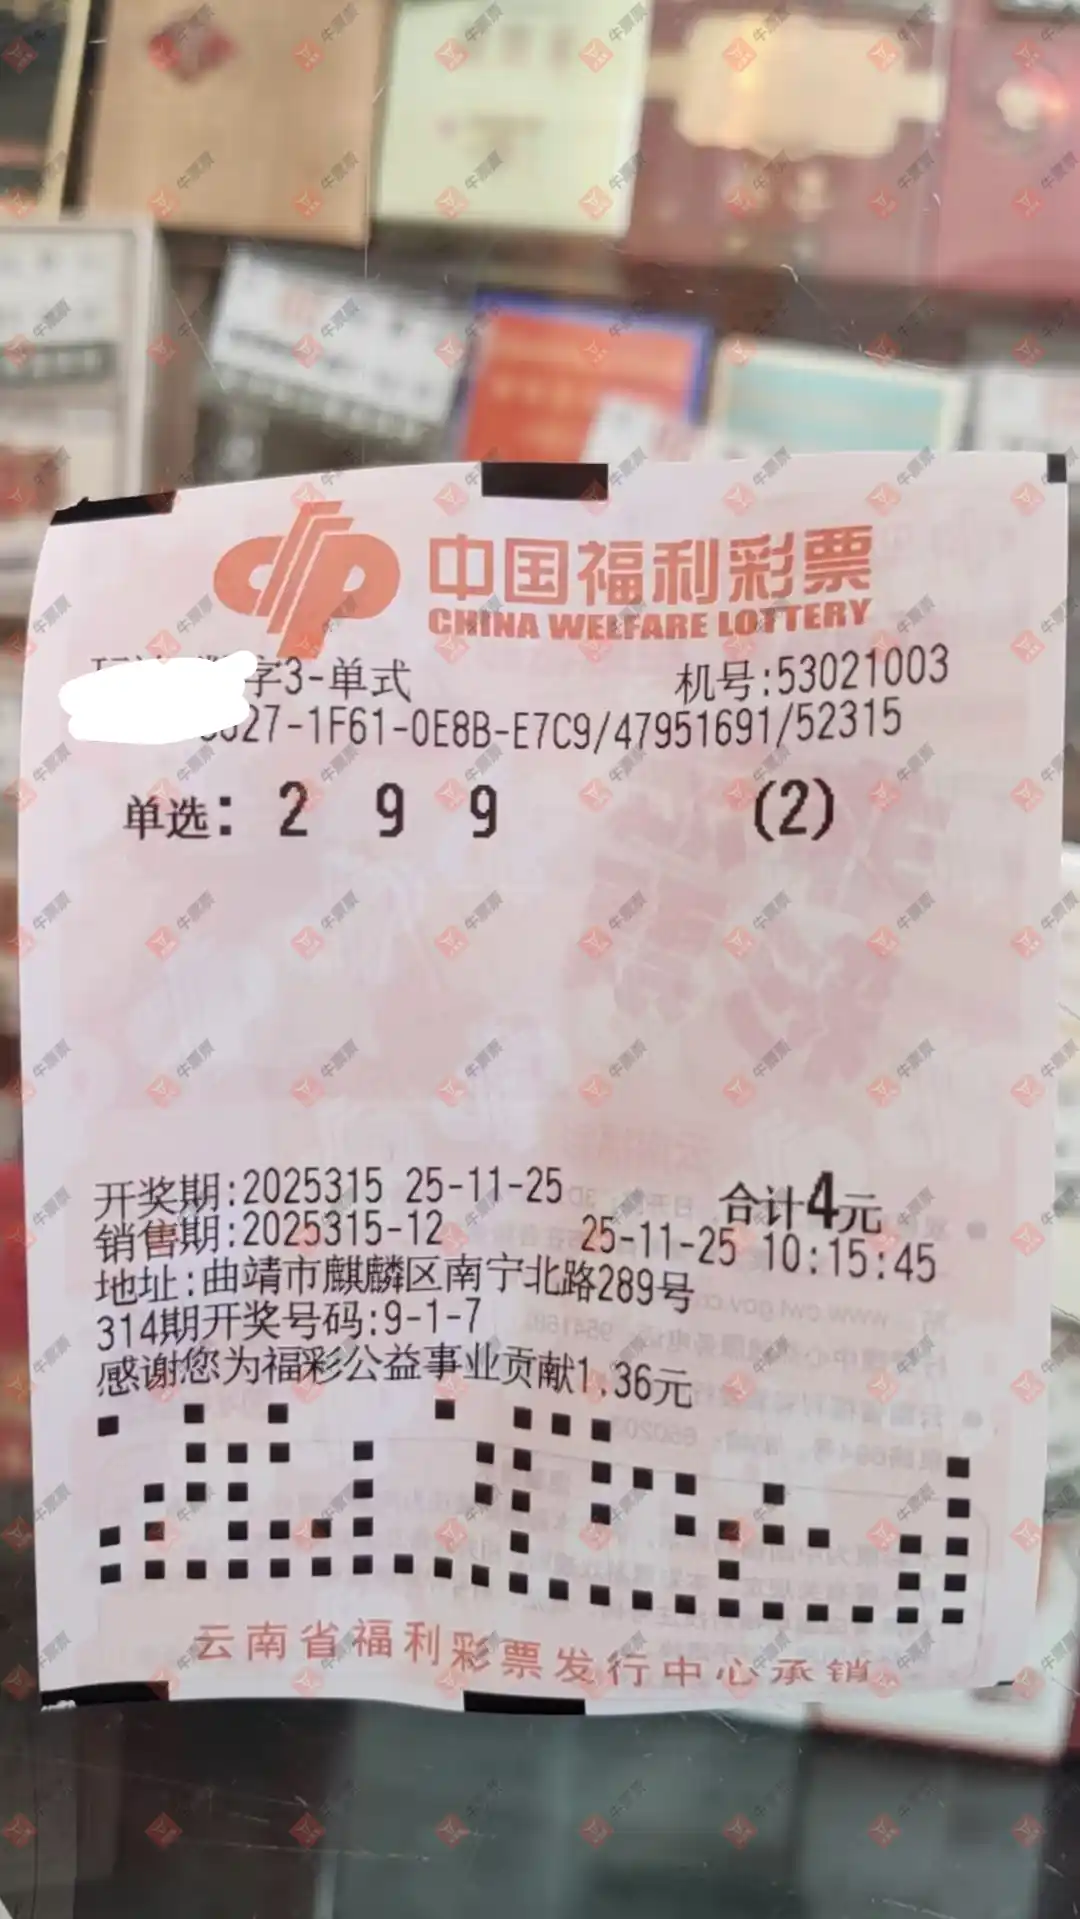 中国福利彩票
CHINA WELFARE LOTTERY
字3-单式 机号:53021003
27-1F61-0E8B-E7C9/47951691/52315
单选: 2 9 9 (2)
开奖期:2025315 25-11-25 合计4元
销售期:2025315-12 25-11-25 10:15:45
地址:曲靖市麒麟区南宁北路289号
314期开奖号码:9-1-7
感谢您为福彩公益事业贡献1.36元
云南省福利彩票发行中心承销
牛票票